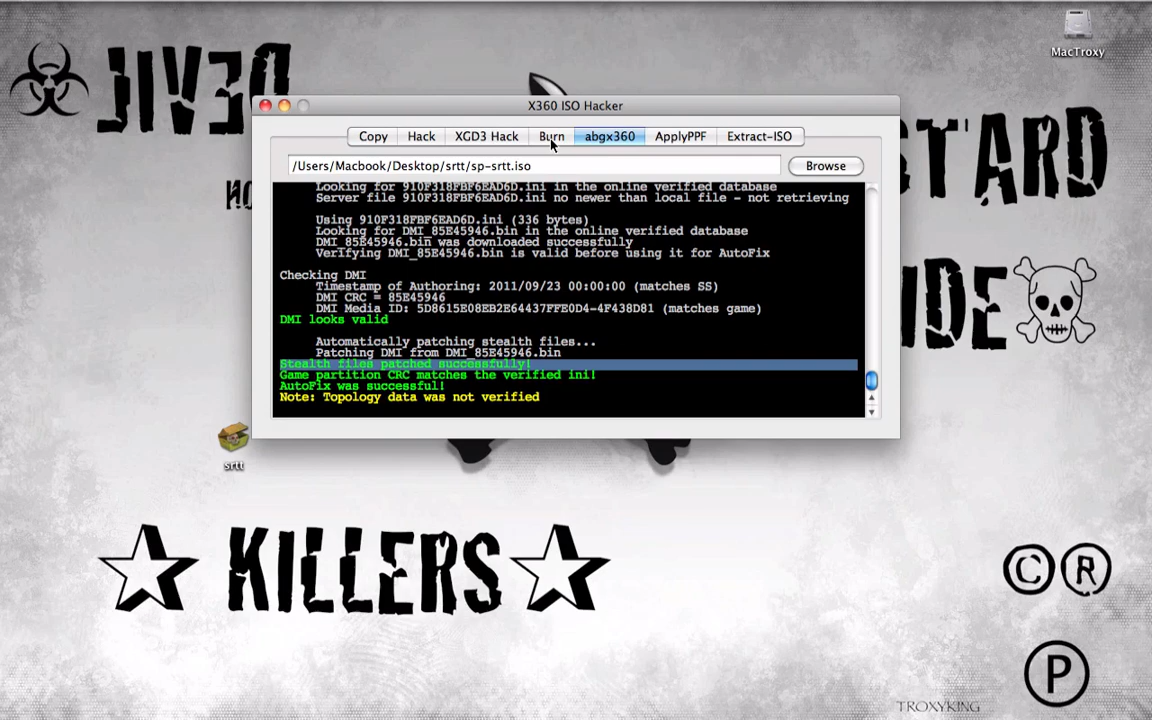 MacTroxy
X360 ISO Hacker
Copy Hack XGD3 Hack Burn abgx360 ApplyPPF Extract-ISO
/Users/Macbook/Desktop/srtt/sp-srtt.iso Browse
Looking for 910F318FBF6EAD6D.ini in the online verified database
Server file 910F318FBF6EAD6D.ini no newer than local file - not retrieving
Using 910F318FBF6EAD6D.ini (336 bytes)
Looking for DMI_85E45946.bin in the online verified database
DMI_85E45946.bin was downloaded successfully
Verifying DMI_85E45946.bin is valid before using it for AutoFix
Checking DMI
Timestamp of Authoring: 2011/09/23 00:00:00 (matches SS)
DMI CRC = 85E45946
DMI Media ID: 5D8615E08EB2E64437FFE0D4-4F438D81 (matches game)
DMI looks valid
Automatically patching stealth files...
Patching DMI from DMI_85E45946.bin
Stealth files patched successfully!
Game partition CRC matches the verified ini!
AutoFix was successful!
Note: Topology data was not verified
srtt
KILLERS
C R
P
TROXYKING